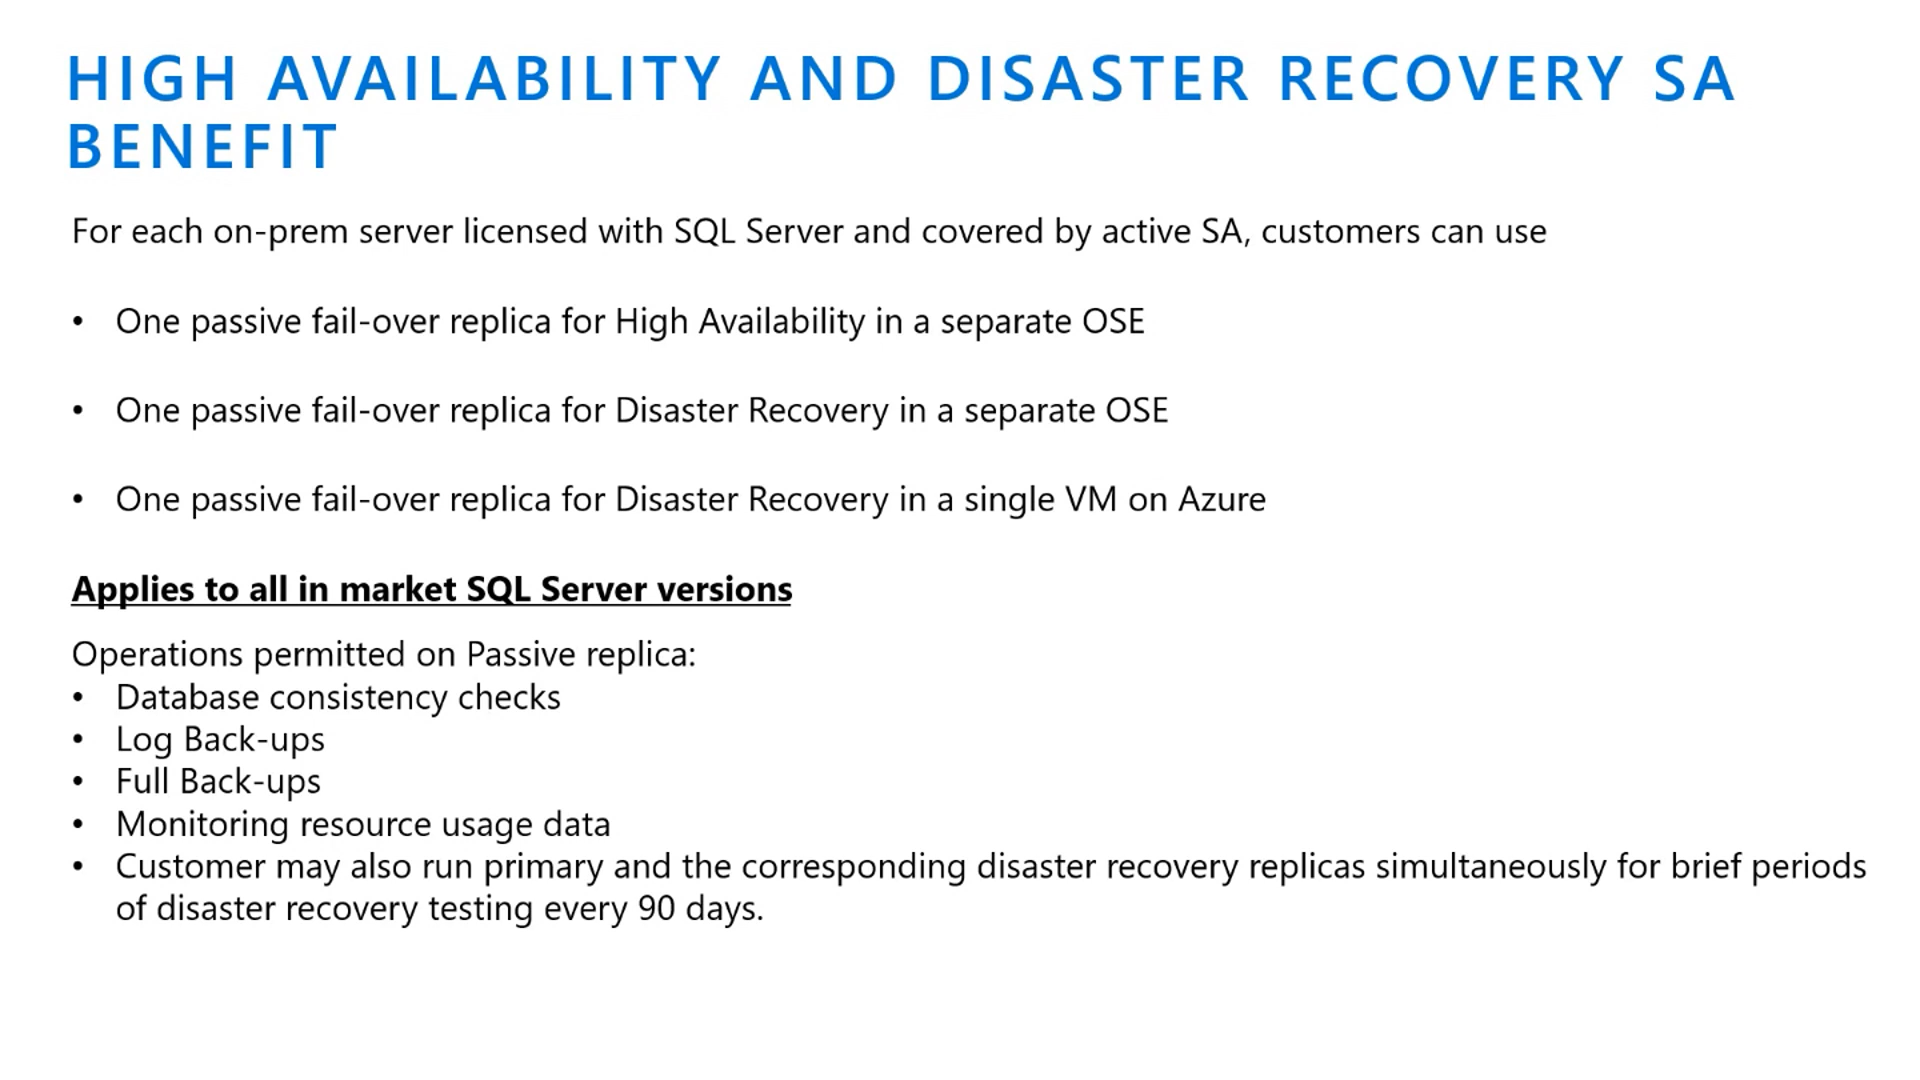 HIGH AVAILABILITY AND DISASTER RECOVERY SA
BENEFIT
For each on-prem server licensed with SQL Server and covered by active SA, customers can use
• One passive fail-over replica for High Availability in a separate OSE
• One passive fail-over replica for Disaster Recovery in a separate OSE
• One passive fail-over replica for Disaster Recovery in a single VM on Azure
Applies to all in market SQL Server versions
Operations permitted on Passive replica:
• Database consistency checks
• Log Back-ups
• Full Back-ups
• Monitoring resource usage data
• Customer may also run primary and the corresponding disaster recovery replicas simultaneously for brief periods
of disaster recovery testing every 90 days.